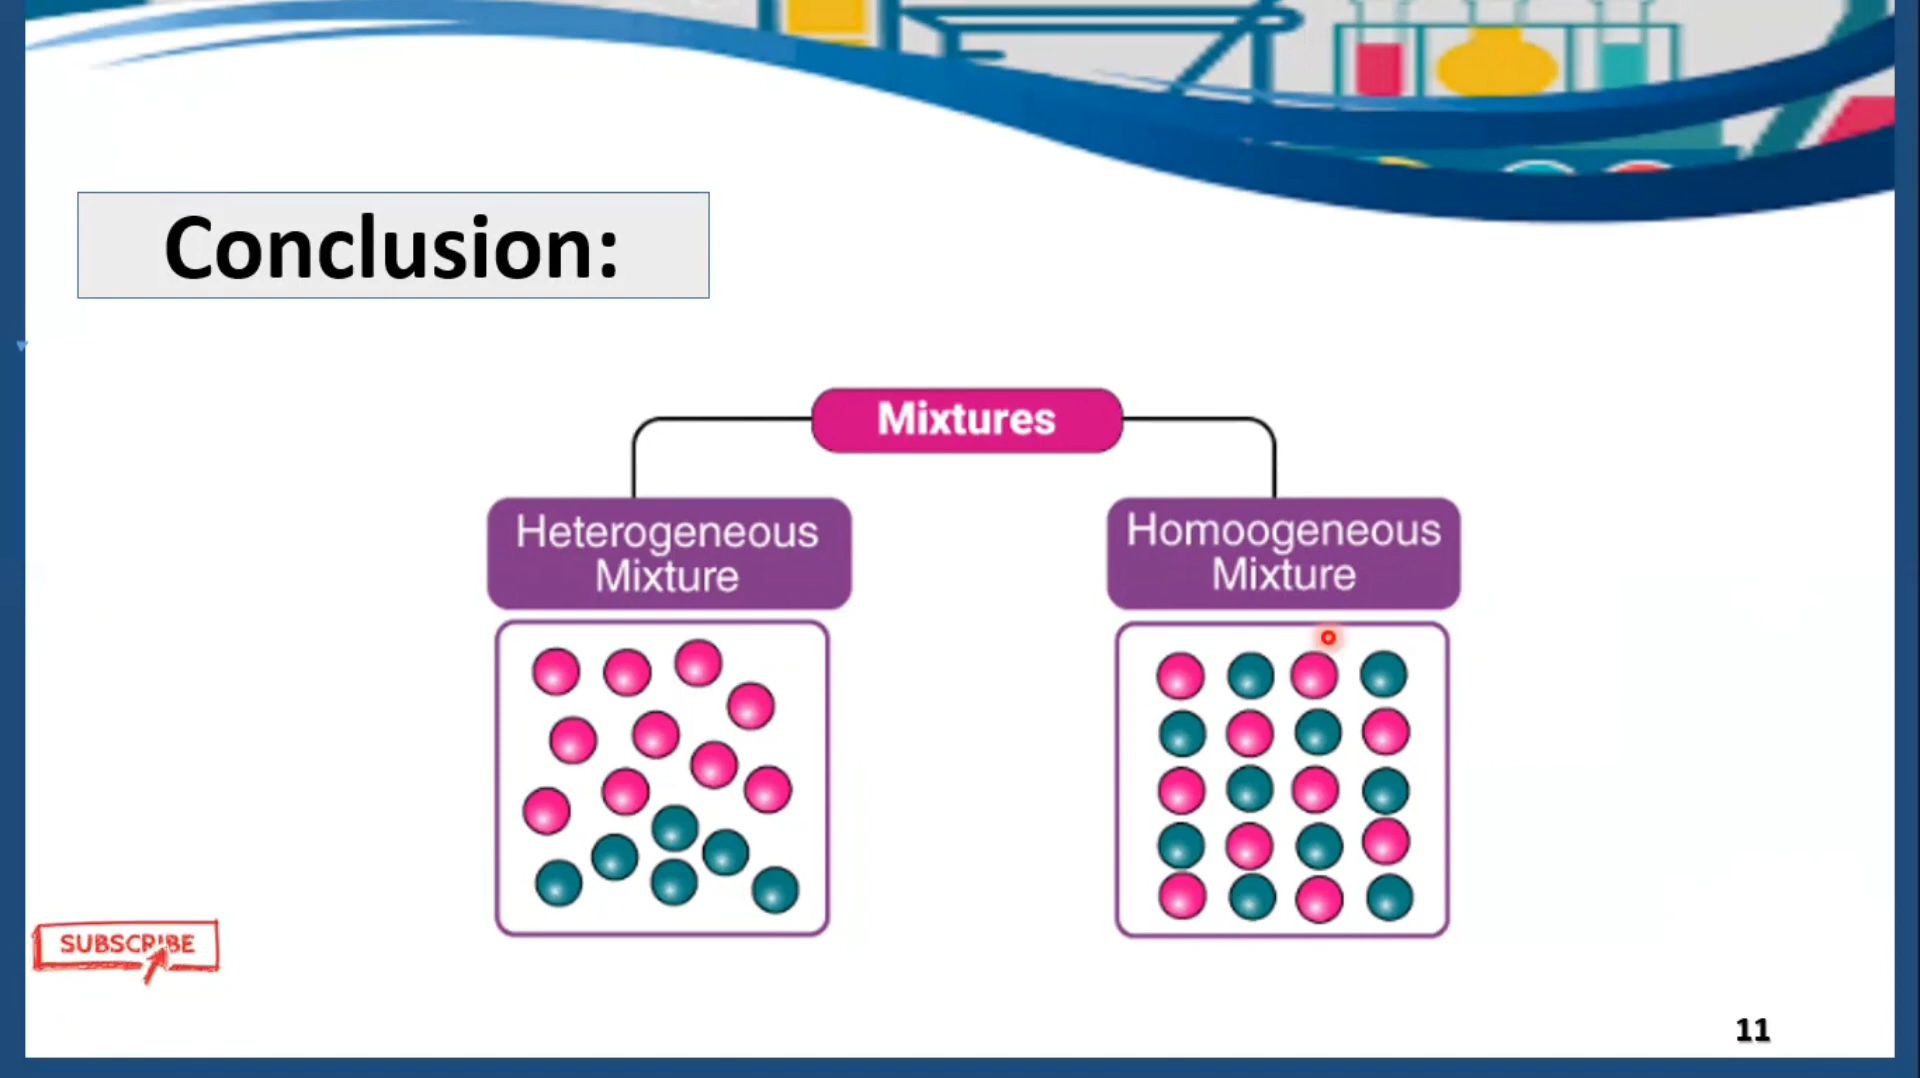 Conclusion:
Mixtures
Heterogeneous
Mixture
Homoogeneous
Mixture
SUBSCRIBE
11